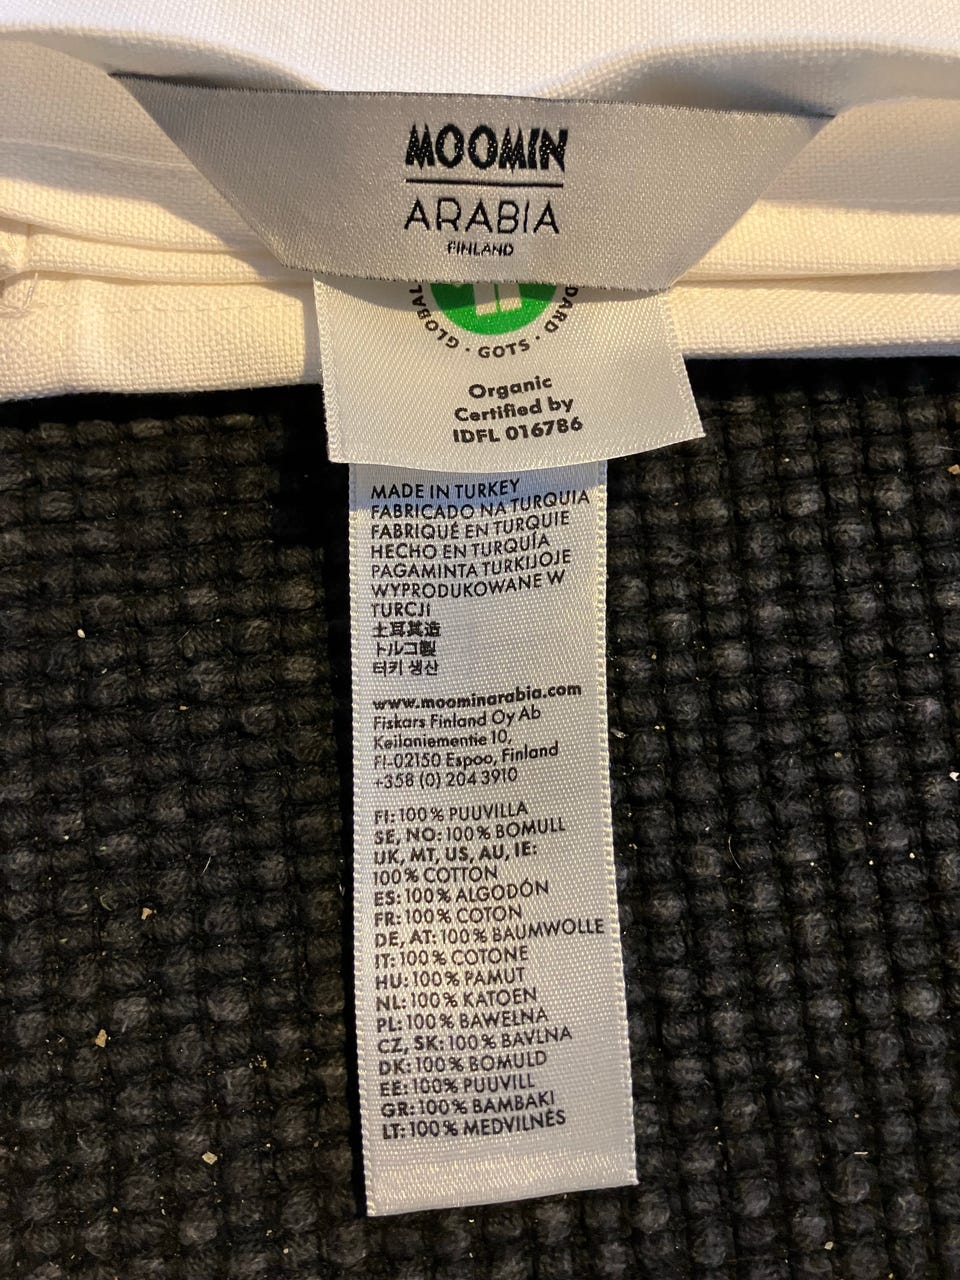 MOOMIN
ARABIA
FINLAND
GLOBAL · GOTS · DARD
Organic
Certified by
IDFL 016786
MADE IN TURKEY
FABRICADO NA TURQUIA
FABRIQUÉ EN TURQUIE
HECHO EN TURQUÍA
PAGAMINTA TURKIJOJE
WYPRODUKOWANE W
TURCJI
土耳其造
トルコ製
터키 생산
www.moominarabia.com
Fiskars Finland Oy Ab
Keilaniementie 10,
FI-02150 Espoo, Finland
+358 (0) 204 3910
FI: 100% PUUVILLA
SE, NO: 100% BOMULL
UK, MT, US, AU, IE:
100% COTTON
ES: 100% ALGODÓN
FR: 100% COTON
DE, AT: 100% BAUMWOLLE
IT: 100% COTONE
HU: 100% PAMUT
NL: 100% KATOEN
PL: 100% BAWEŁNA
CZ, SK: 100% BAVLNA
DK: 100% BOMULD
EE: 100% PUUVILL
GR: 100% BAMBAKI
LT: 100% MEDVILNĖS